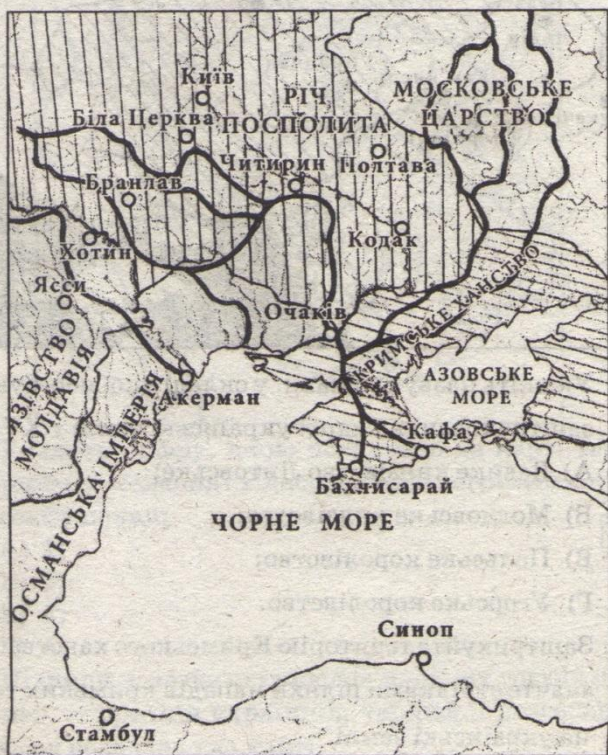 Київ
РІЧ
ПОСПОЛИТА
МОСКОВСЬКЕ
ЦАРСТВО
Біла Церква
Читирин
Полтава
Бранлав
Кодак
Хотин
Ясси
Очаків
КРИМСЬКЕ ХАНСТВО
АЗОВСЬКЕ
МОРЕ
МОЛДАВІЯ
Акерман
ОСМАНСЬКА ІМПЕРІЯ
Кафа
Бахчисарай
ЧОРНЕ МОРЕ
Синоп
Стамбул